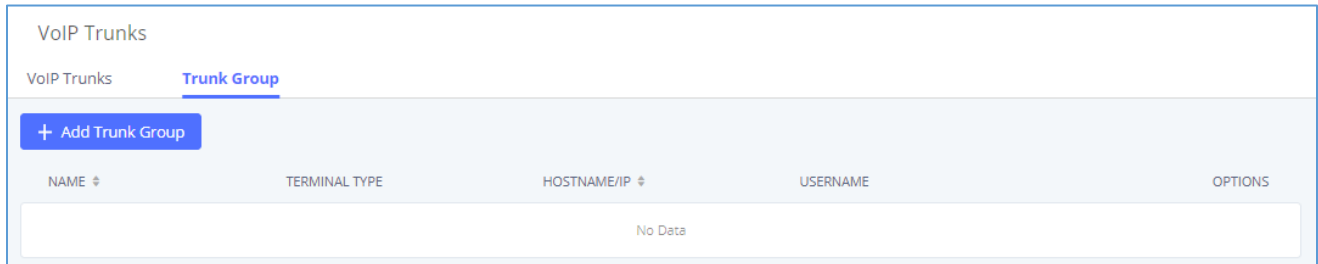 VoIP Trunks
VoIP Trunks Trunk Group
+ Add Trunk Group
NAME TERMINAL TYPE HOSTNAME/IP USERNAME OPTIONS
No Data